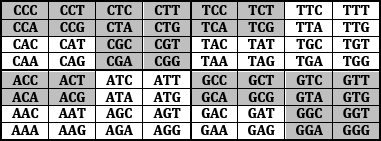 CCC CCT CTC CTT TCC TCT TTC TTT
CCA CCG CTA CTG TCA TCG TTA TTG
CAC CAT CGC CGT TAC TAT TGC TGT
CAA CAG CGA CGG TAA TAG TGA TGG
ACC ACT ATC ATT GCC GCT GTC GTT
ACA ACG ATA ATG GCA GCG GTA GTG
AAC AAT AGC AGT GAC GAT GGC GGT
AAA AAG AGA AGG GAA GAG GGA GGG